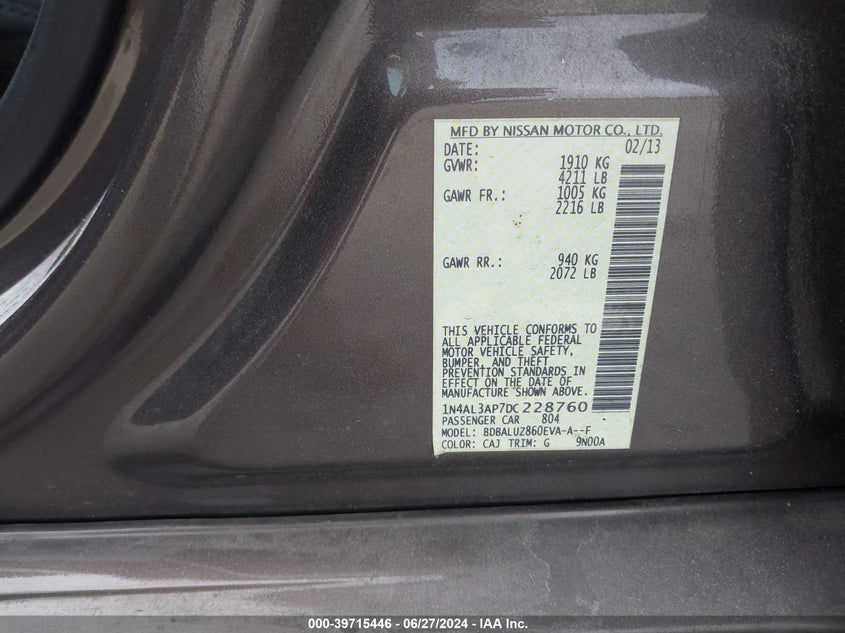 MFD BY NISSAN MOTOR CO., LTD.
DATE: 02/13
GVWR: 1910 KG
4211 LB
GAWR FR.: 1005 KG
2216 LB
GAWR RR.: 940 KG
2072 LB
THIS VEHICLE CONFORMS TO
ALL APPLICABLE FEDERAL
MOTOR VEHICLE SAFETY,
BUMPER, AND THEFT
PREVENTION STANDARDS IN
EFFECT ON THE DATE OF
MANUFACTURE SHOWN ABOVE.
1N4AL3AP7DC228760
PASSENGER CAR 804
MODEL: BDBALUZ860EVA-A--F
COLOR: CAJ TRIM: G 9N00A
000-39715446 - 06/27/2024 - IAA Inc.